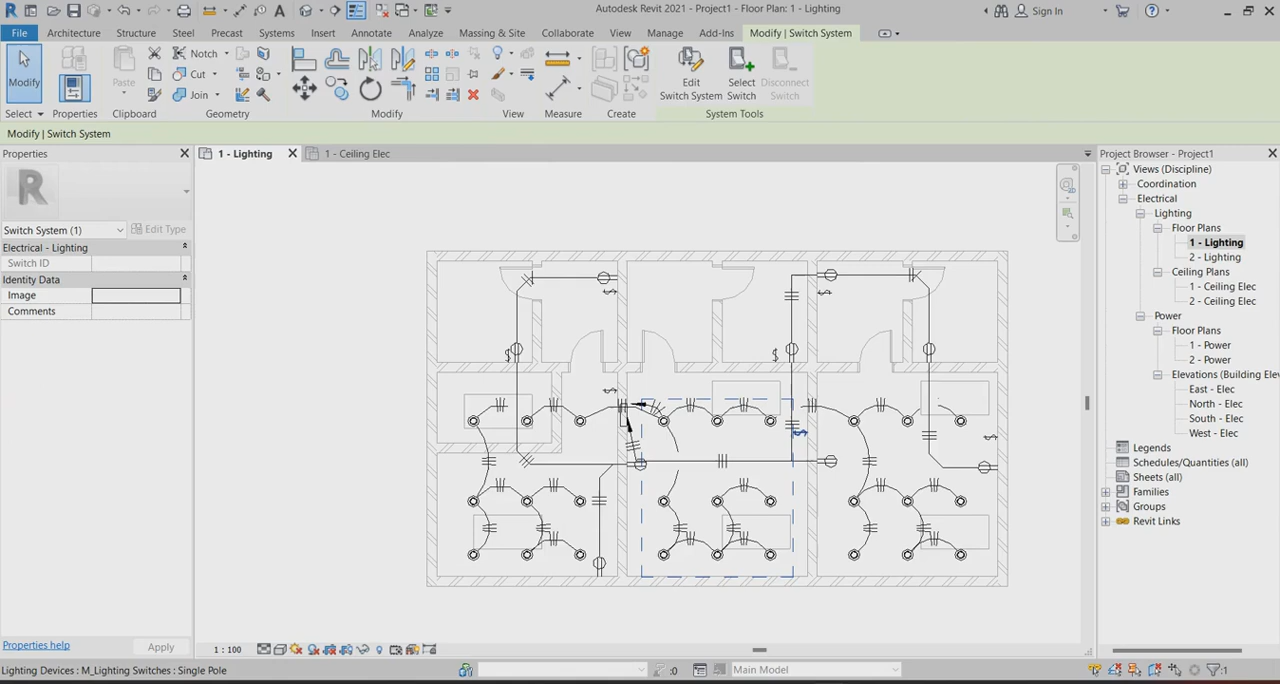 Autodesk Revit 2021 - Project1 - Floor Plan: 1 - Lighting
Sign In
File Architecture Structure Steel Precast Systems Insert Annotate Analyze Massing & Site Collaborate View Manage Add-Ins Modify | Switch System
Modify
Paste
Notch
Cut
Join
Edit
Switch System
Select
Switch
Disconnect
Switch
Select Properties Clipboard Geometry Modify View Measure Create System Tools
Modify | Switch System
Properties
1 - Lighting
1 - Ceiling Elec
Project Browser - Project1
R
Switch System (1)
Edit Type
Electrical - Lighting
Switch ID
Identity Data
Image
Comments
Views (Discipline)
Coordination
Electrical
Lighting
Floor Plans
1 - Lighting
2 - Lighting
Ceiling Plans
1 - Ceiling Elec
2 - Ceiling Elec
Power
Floor Plans
1 - Power
2 - Power
Elevations (Building Ele
East - Elec
North - Elec
South - Elec
West - Elec
Legends
Schedules/Quantities (all)
Sheets (all)
Families
Groups
Revit Links
$
$
$
$
$
$
$
Properties help
Apply
1 : 100
Lighting Devices : M_Lighting Switches : Single Pole
:0
Main Model
:1